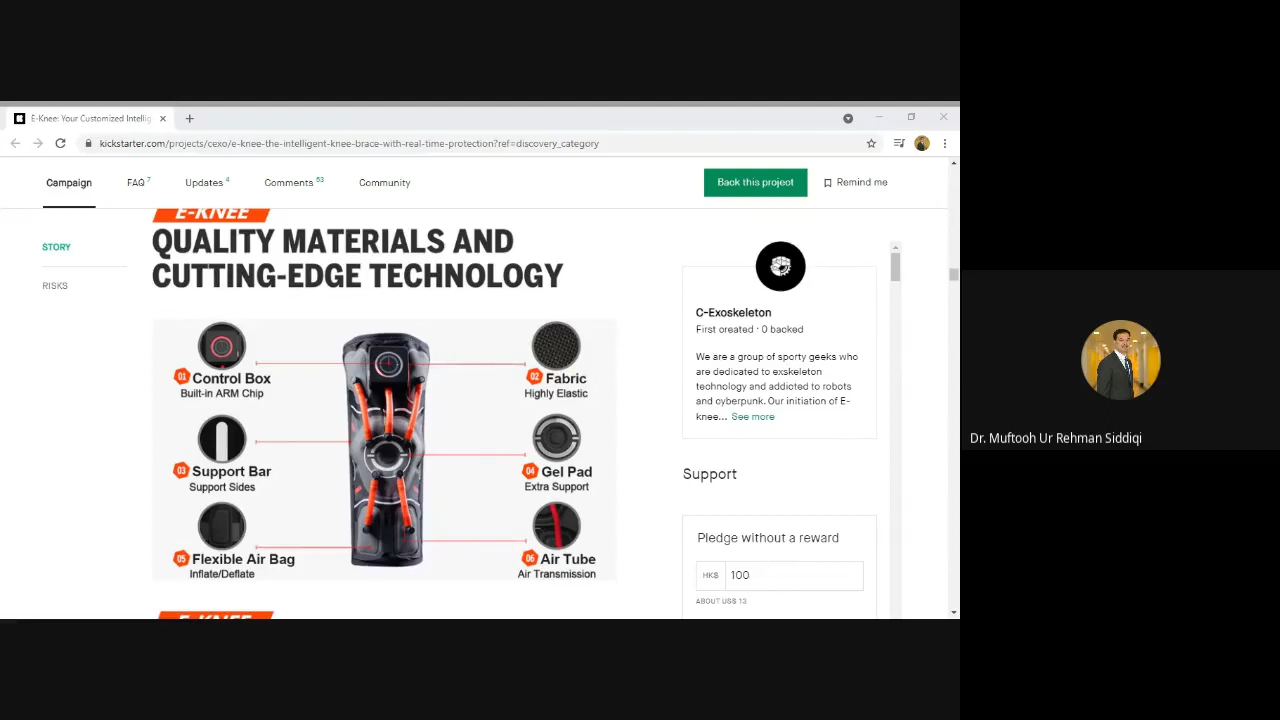 E-Knee: Your Customized Intellig
kickstarter.com/projects/oero/e-knee-the-intelligent-knee-brace-with-real-time-protection?ref=discovery_category
Campaign
FAQ 7
Updates 4
Comments 53
Community
Back this project
Remind me
STORY
RISKS
E-KNEE
QUALITY MATERIALS AND
CUTTING-EDGE TECHNOLOGY
01 Control Box
Built-in ARM Chip
02 Fabric
Highly Elastic
03 Support Bar
Support Sides
04 Gel Pad
Extra Support
05 Flexible Air Bag
Inflate/Deflate
06 Air Tube
Air Transmission
E-KNEE
C-Exoskeleton
First created · 0 backed
We are a group of sporty geeks who
are dedicated to exskeleton
technology and addicted to robots
and cyberpunk. Our initiation of E-
knee... See more
Support
Pledge without a reward
HK$ 100
ABOUT US$ 13
Dr. Muftooh Ur Rehman Siddiqi